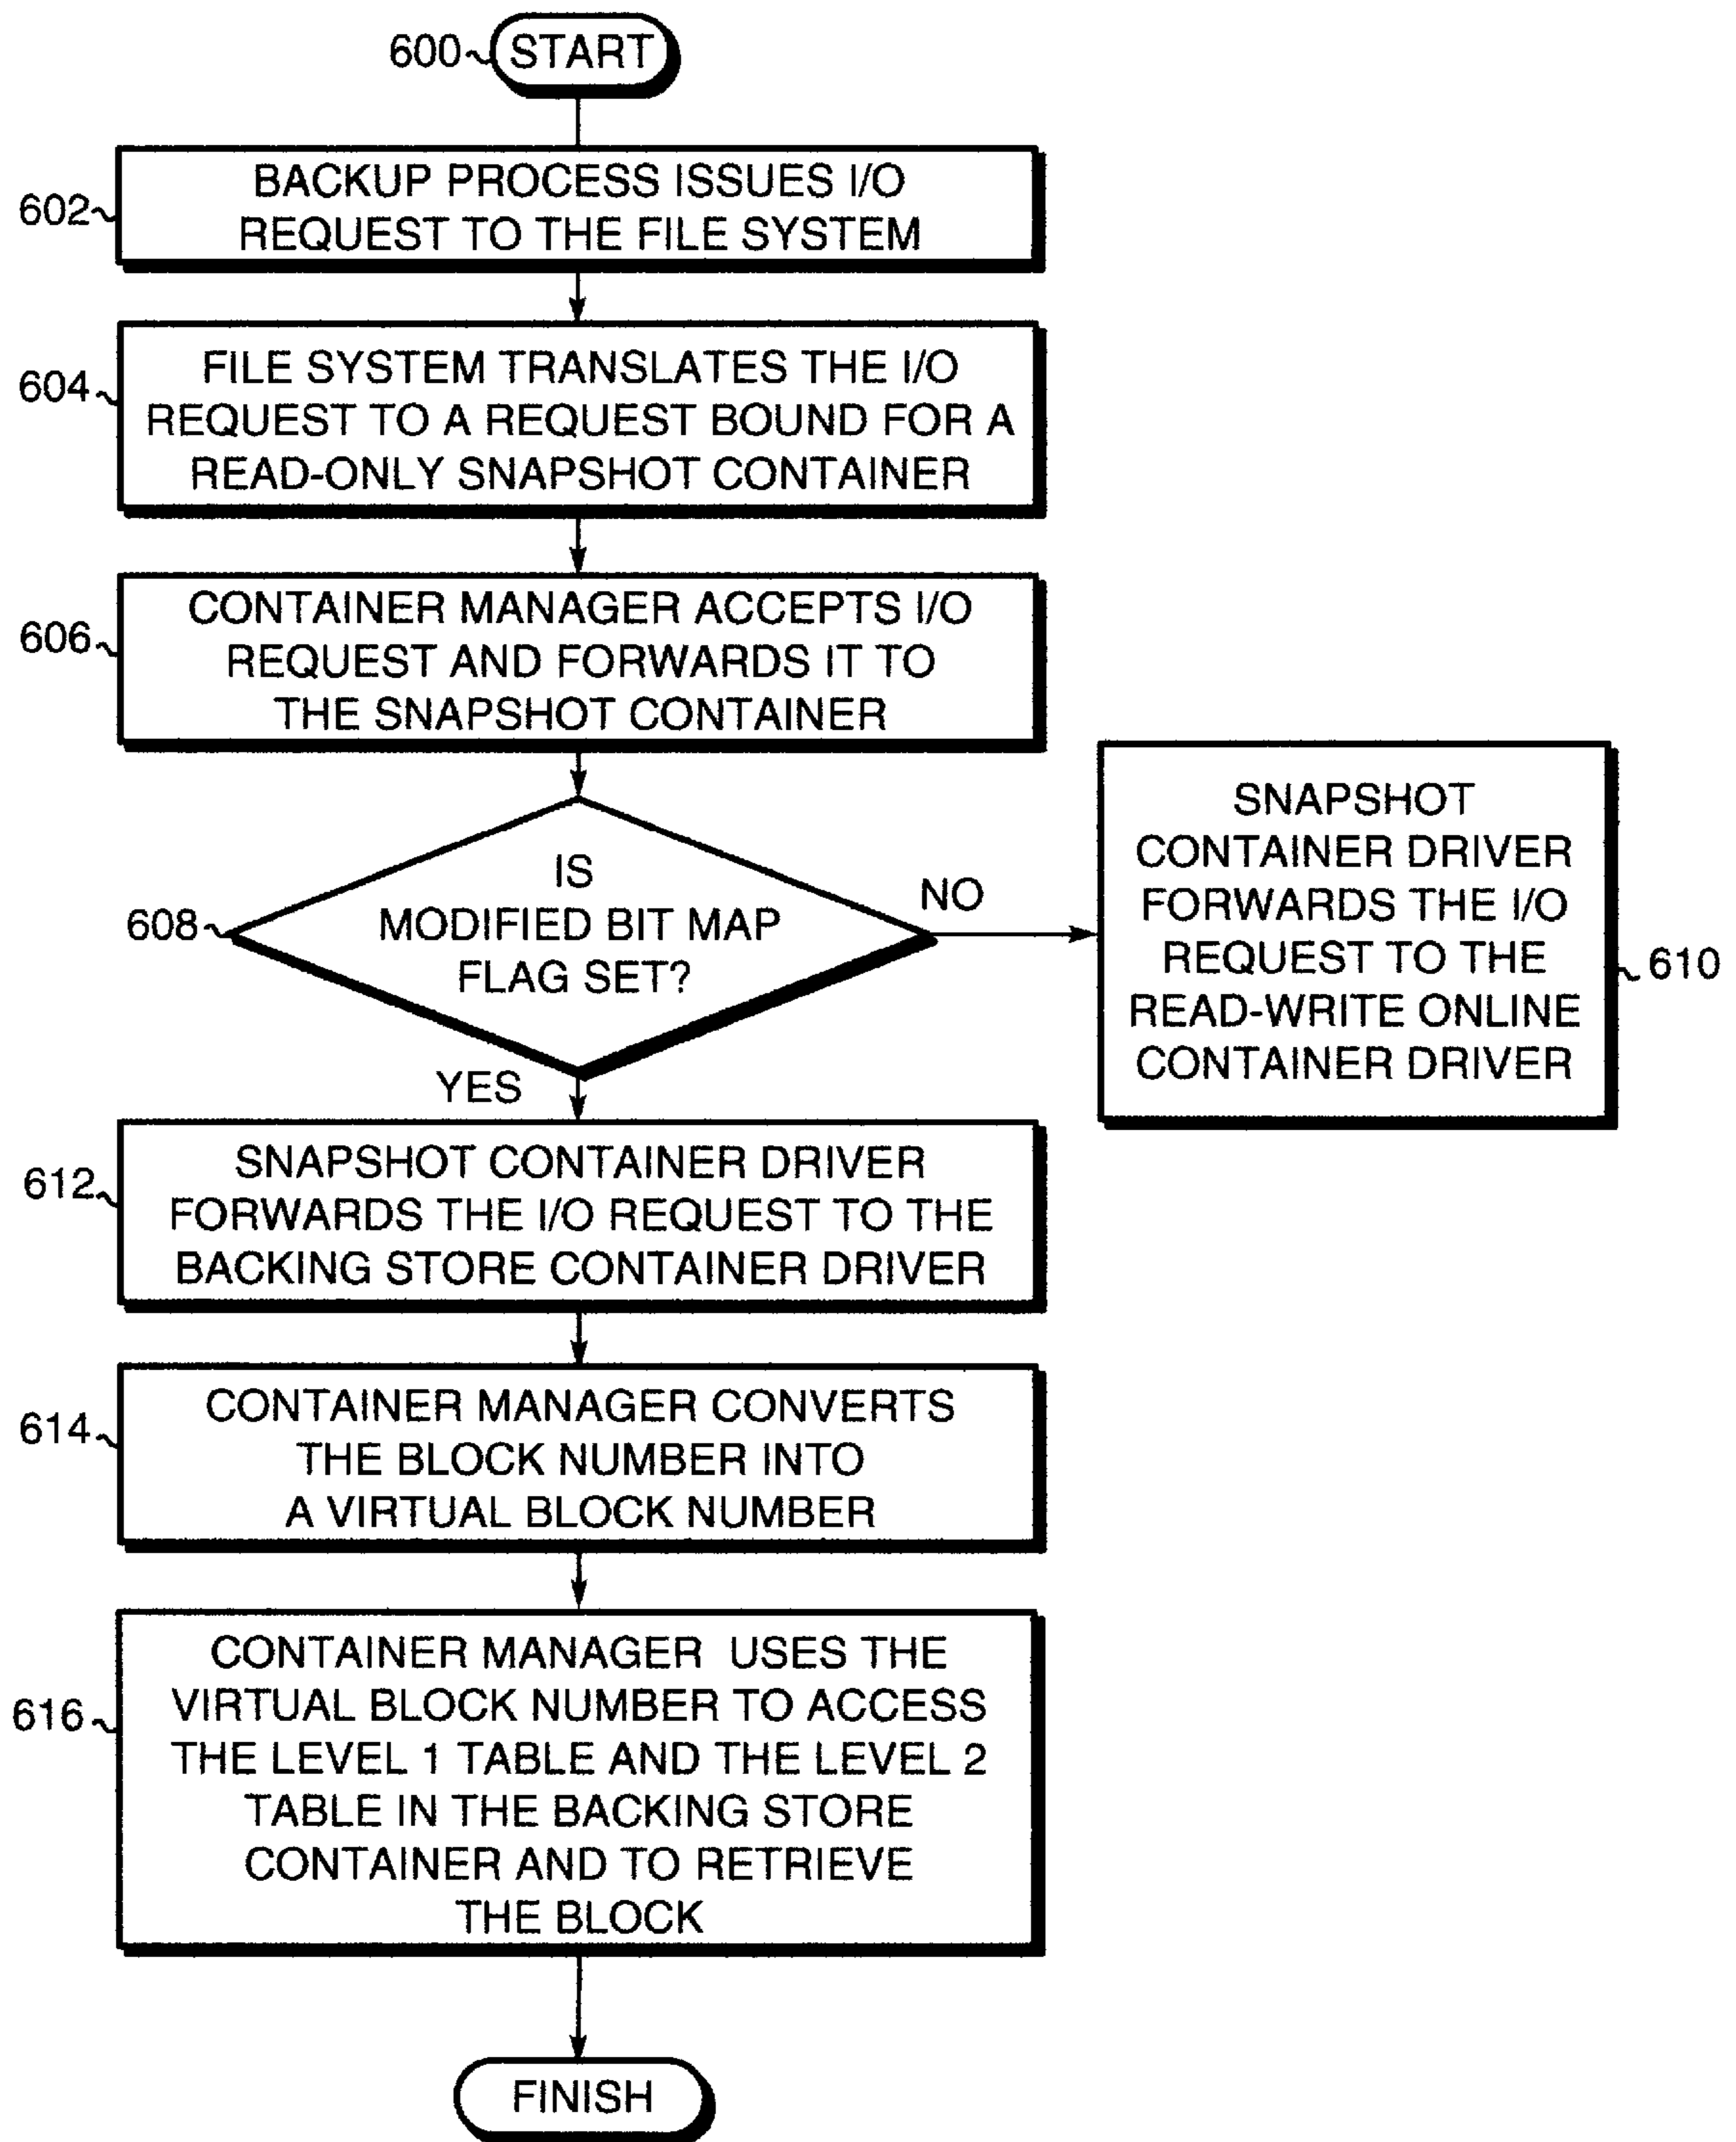 600
START
602
BACKUP PROCESS ISSUES I/O
REQUEST TO THE FILE SYSTEM
604
FILE SYSTEM TRANSLATES THE I/O
REQUEST TO A REQUEST BOUND FOR A
READ-ONLY SNAPSHOT CONTAINER
606
CONTAINER MANAGER ACCEPTS I/O
REQUEST AND FORWARDS IT TO
THE SNAPSHOT CONTAINER
608
IS
MODIFIED BIT MAP
FLAG SET?
NO
SNAPSHOT
CONTAINER DRIVER
FORWARDS THE I/O
REQUEST TO THE
READ-WRITE ONLINE
CONTAINER DRIVER
610
YES
612
SNAPSHOT CONTAINER DRIVER
FORWARDS THE I/O REQUEST TO THE
BACKING STORE CONTAINER DRIVER
614
CONTAINER MANAGER CONVERTS
THE BLOCK NUMBER INTO
A VIRTUAL BLOCK NUMBER
616
CONTAINER MANAGER USES THE
VIRTUAL BLOCK NUMBER TO ACCESS
THE LEVEL 1 TABLE AND THE LEVEL 2
TABLE IN THE BACKING STORE
CONTAINER AND TO RETRIEVE
THE BLOCK
FINISH